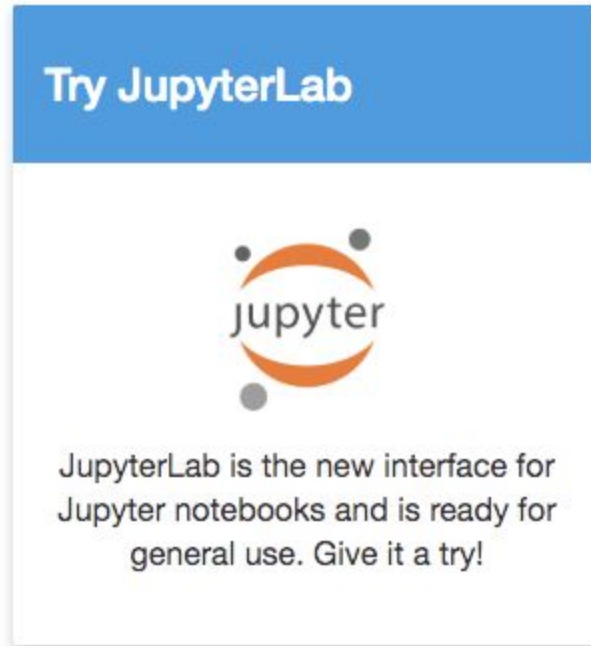 Try JupyterLab
jupyter
JupyterLab is the new interface for
Jupyter notebooks and is ready for
general use. Give it a try!